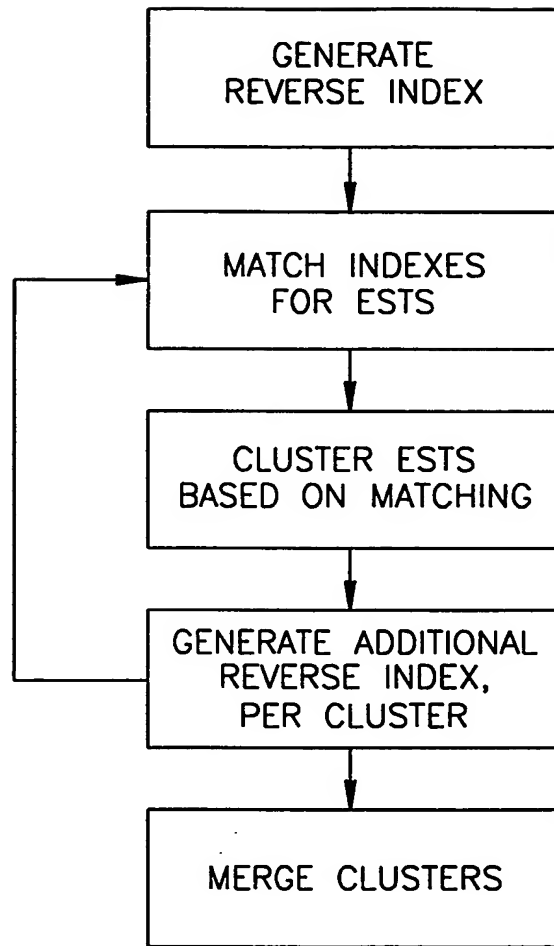 GENERATE
REVERSE INDEX
MATCH INDEXES
FOR ESTS
CLUSTER ESTS
BASED ON MATCHING
GENERATE ADDITIONAL
REVERSE INDEX,
PER CLUSTER
MERGE CLUSTERS